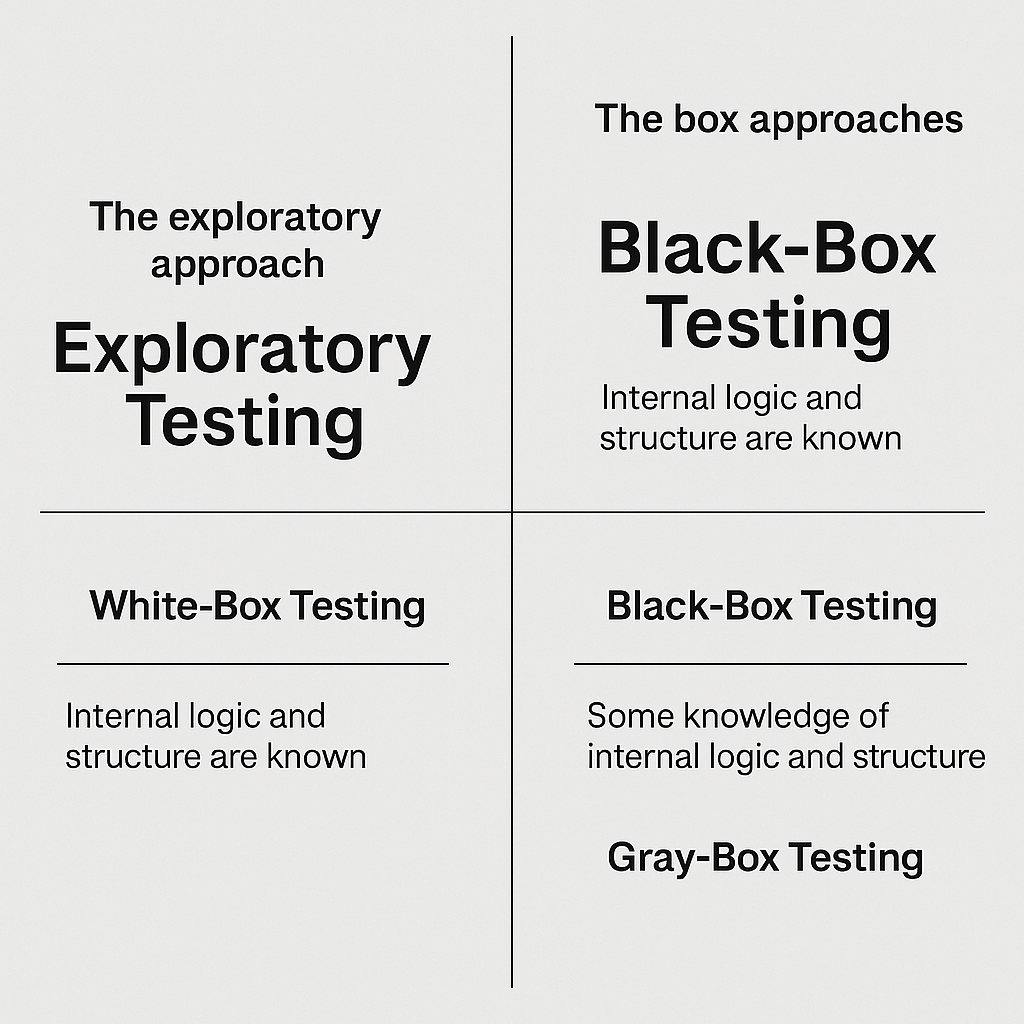 The exploratory
approach
Exploratory
Testing
The box approaches
Black-Box
Testing
Internal logic and
structure are known
White-Box Testing
Internal logic and
structure are known
Black-Box Testing
Some knowledge of
internal logic and structure
Gray-Box Testing